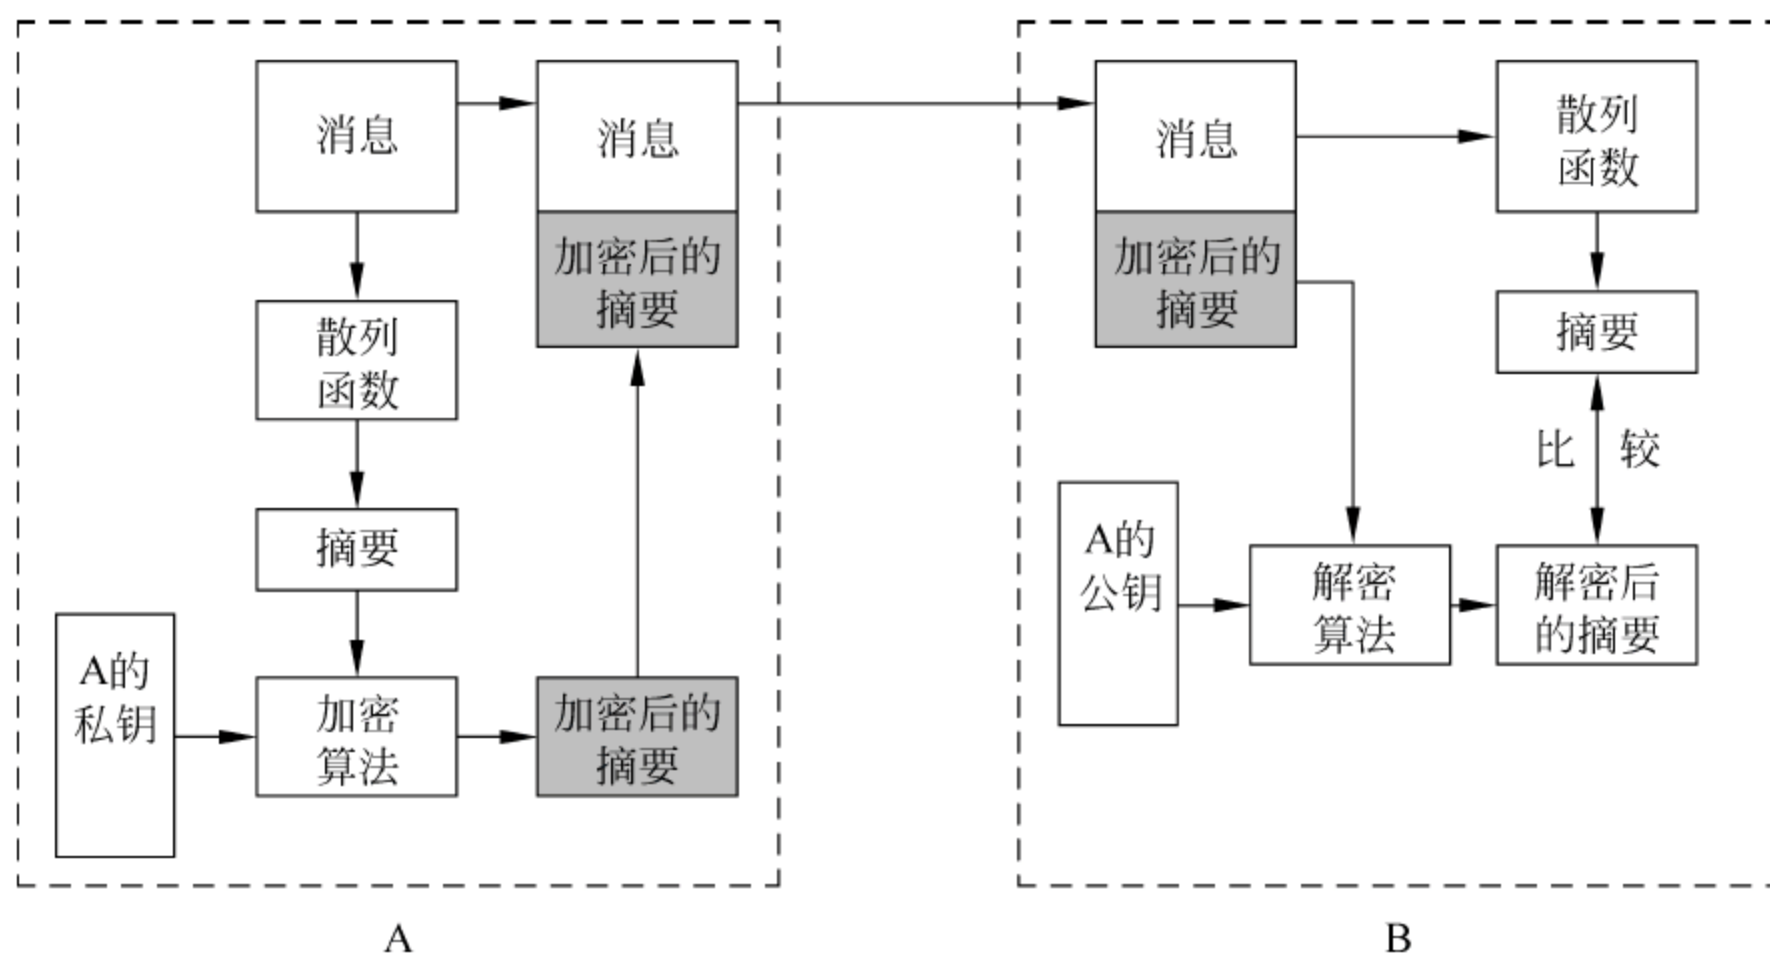 消息
散列
函数
摘要
A的
私钥
加密
算法
加密后的
摘要
消息
加密后的
摘要
A
消息
加密后的
摘要
散列
函数
摘要
比 较
A的
公钥
解密
算法
解密后
的摘要
B